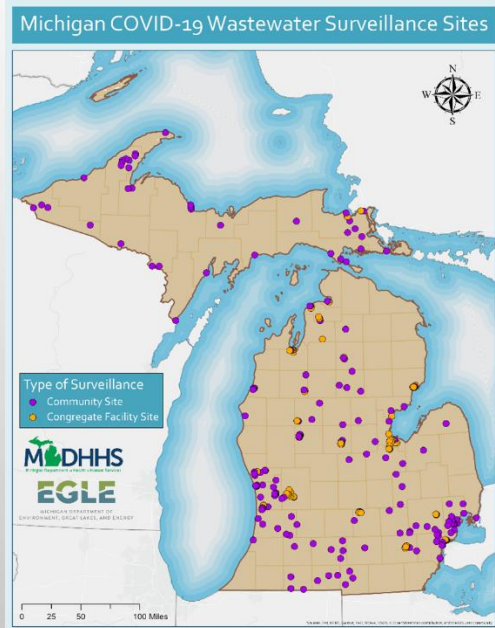 Michigan COVID-19 Wastewater Surveillance Sites
N
W
E
S
Type of Surveillance
Community Site
Congregate Facility Site
MDHHS
Michigan Department of Health & Human Services
EGLE
MICHIGAN DEPARTMENT OF
ENVIRONMENT, GREAT LAKES, AND ENERGY
0 25 50 100 Miles